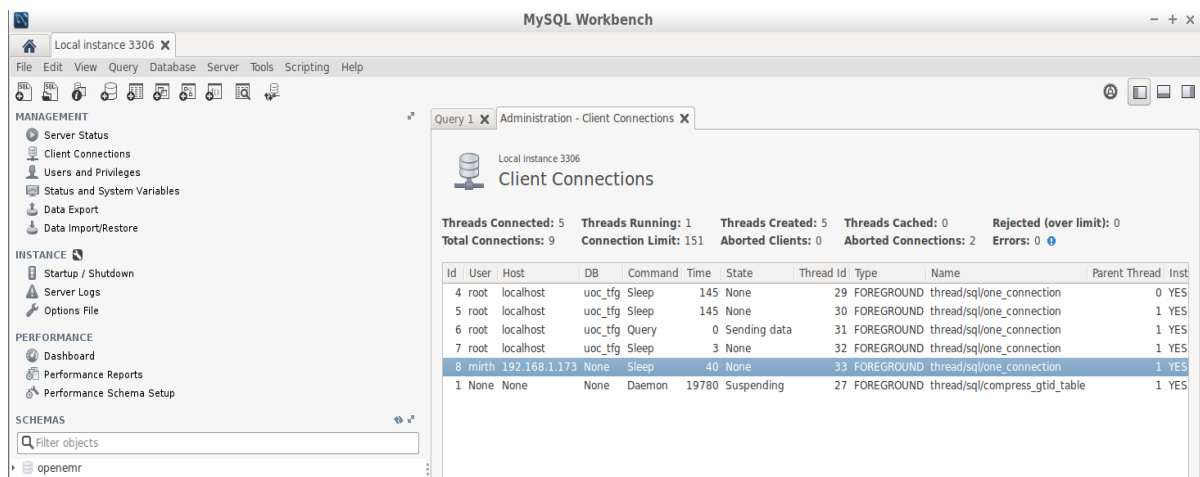 MySQL Workbench
Local instance 3306
File Edit View Query Database Server Tools Scripting Help
MANAGEMENT
Server Status
Client Connections
Users and Privileges
Status and System Variables
Data Export
Data Import/Restore
INSTANCE
Startup / Shutdown
Server Logs
Options File
PERFORMANCE
Dashboard
Performance Reports
Performance Schema Setup
SCHEMAS
Filter objects
openemr
Query 1 Administration - Client Connections
Local instance 3306
Client Connections
Threads Connected: 5 Threads Running: 1 Threads Created: 5 Threads Cached: 0 Rejected (over limit): 0
Total Connections: 9 Connection Limit: 151 Aborted Clients: 0 Aborted Connections: 2 Errors: 0
Id User Host DB Command Time State Thread Id Type Name Parent Thread Inst
4 root localhost uoc_tfg Sleep 145 None 29 FOREGROUND thread/sql/one_connection 0 YES
5 root localhost uoc_tfg Sleep 145 None 30 FOREGROUND thread/sql/one_connection 1 YES
6 root localhost uoc_tfg Query 0 Sending data 31 FOREGROUND thread/sql/one_connection 1 YES
7 root localhost uoc_tfg Sleep 3 None 32 FOREGROUND thread/sql/one_connection 1 YES
8 mirth 192.168.1.173 None Sleep 40 None 33 FOREGROUND thread/sql/one_connection 1 YES
1 None None None Daemon 19780 Suspending 27 FOREGROUND thread/sql/compress_gtid_table 1 YES